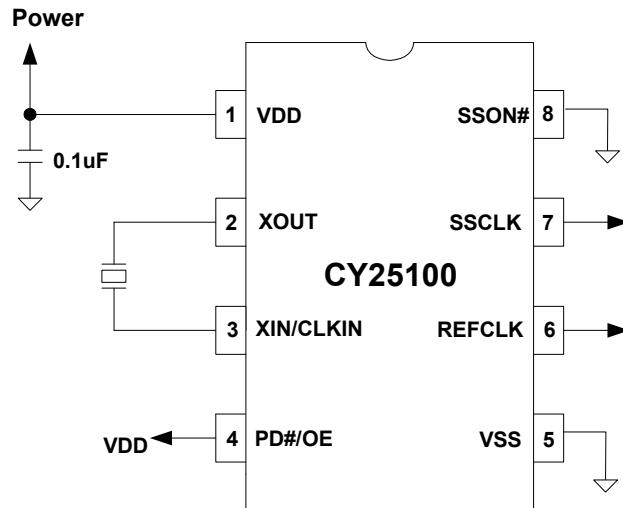 Power
1 VDD
SSON# 8
0.1uF
2 XOUT
SSCLK 7
CY25100
3 XIN/CLKIN
REFCLK 6
VDD
4 PD#/OE
VSS 5